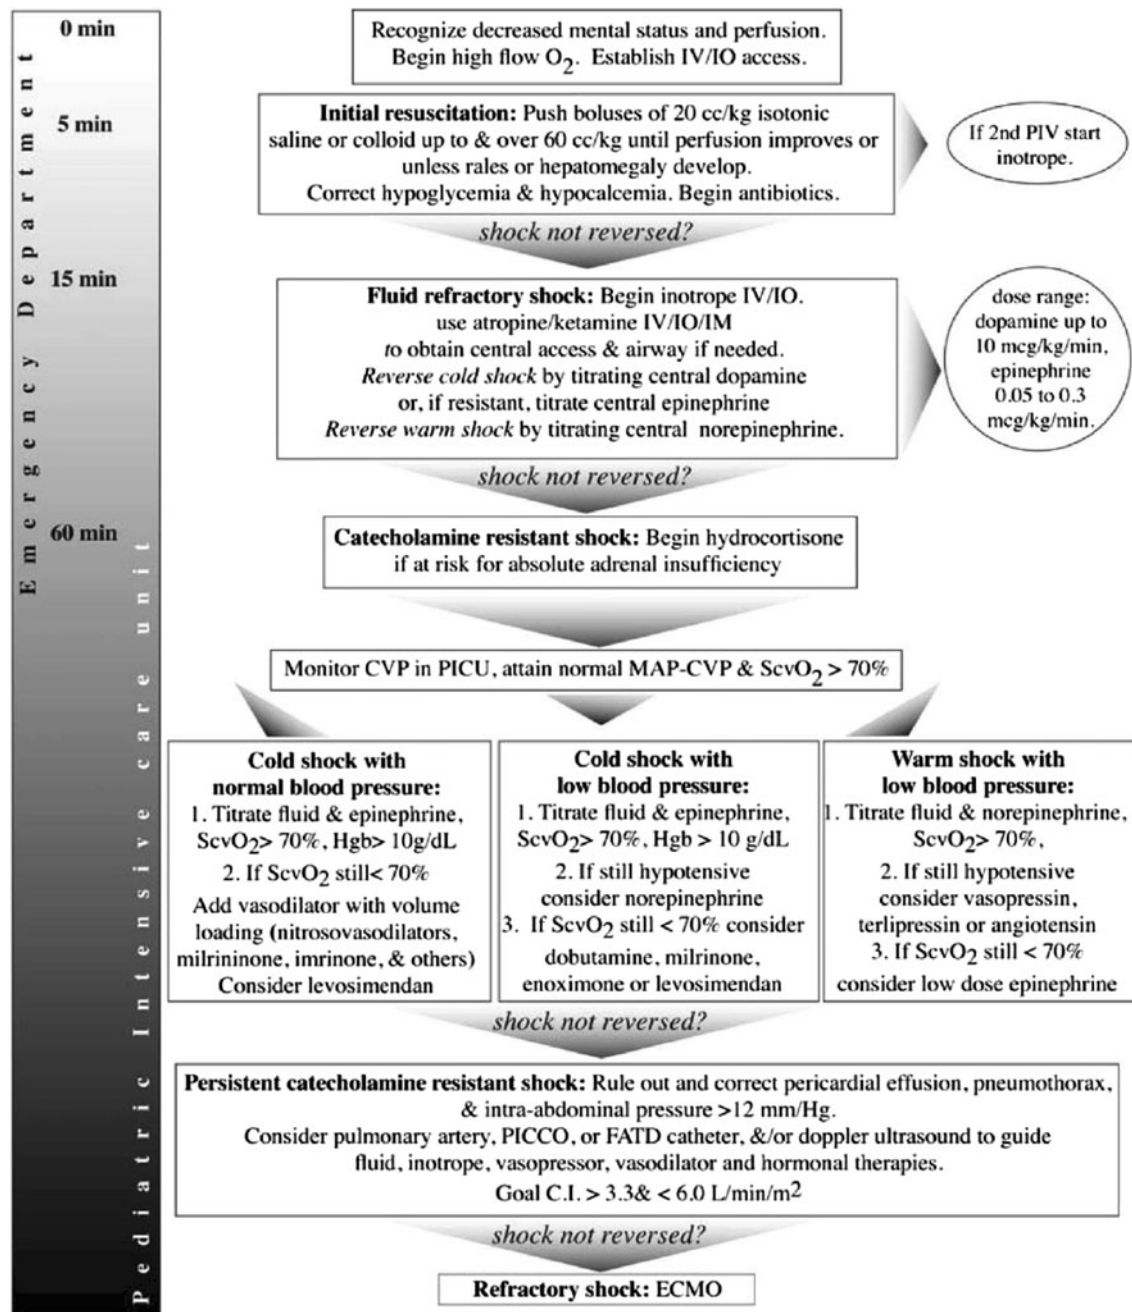 0 min
5 min
15 min
60 min
Emergency Department
Pediatric Intensive care unit
Recognize decreased mental status and perfusion.
Begin high flow O2. Establish IV/IO access.
Initial resuscitation: Push boluses of 20 cc/kg isotonic
saline or colloid up to & over 60 cc/kg until perfusion improves or
unless rales or hepatomegaly develop.
Correct hypoglycemia & hypocalcemia. Begin antibiotics.
If 2nd PIV start
inotrope.
shock not reversed?
Fluid refractory shock: Begin inotrope IV/IO.
use atropine/ketamine IV/IO/IM
to obtain central access & airway if needed.
Reverse cold shock by titrating central dopamine
or, if resistant, titrate central epinephrine
Reverse warm shock by titrating central norepinephrine.
dose range:
dopamine up to
10 mcg/kg/min,
epinephrine
0.05 to 0.3
mcg/kg/min.
shock not reversed?
Catecholamine resistant shock: Begin hydrocortisone
if at risk for absolute adrenal insufficiency
Monitor CVP in PICU, attain normal MAP-CVP & ScvO2 > 70%
Cold shock with
normal blood pressure:
1. Titrate fluid & epinephrine,
ScvO2> 70%, Hgb> 10g/dL
2. If ScvO2 still< 70%
Add vasodilator with volume
loading (nitrosovasodilators,
milrininone, imrinone, & others)
Consider levosimendan
Cold shock with
low blood pressure:
1. Titrate fluid & epinephrine,
ScvO2> 70%, Hgb > 10 g/dL
2. If still hypotensive
consider norepinephrine
3. If ScvO2 still < 70% consider
dobutamine, milrinone,
enoximone or levosimendan
Warm shock with
low blood pressure:
1. Titrate fluid & norepinephrine,
ScvO2> 70%,
2. If still hypotensive
consider vasopressin,
terlipressin or angiotensin
3. If ScvO2 still < 70%
consider low dose epinephrine
shock not reversed?
Persistent catecholamine resistant shock: Rule out and correct pericardial effusion, pneumothorax,
& intra-abdominal pressure >12 mm/Hg.
Consider pulmonary artery, PICCO, or FATD catheter, &/or doppler ultrasound to guide
fluid, inotrope, vasopressor, vasodilator and hormonal therapies.
Goal C.I. > 3.3& < 6.0 L/min/m2
shock not reversed?
Refractory shock: ECMO